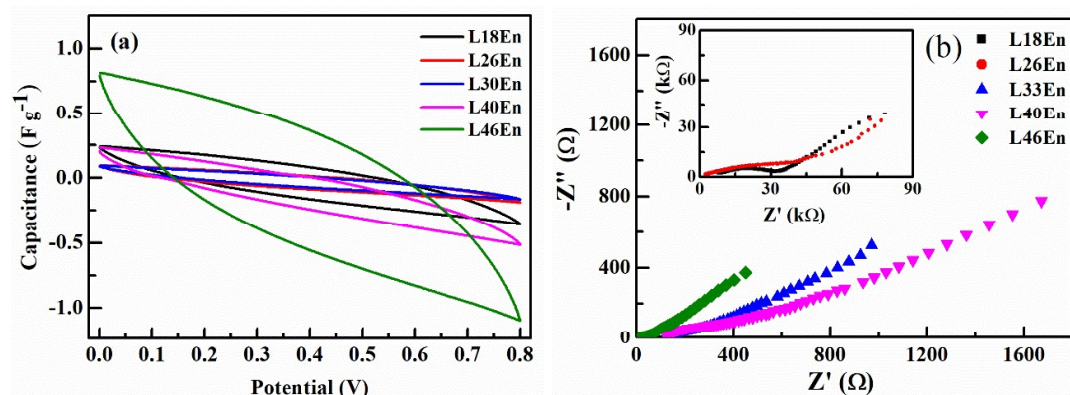 (a)
L18En
L26En
L30En
L40En
L46En
Capacitance (F g⁻¹)
1.0
0.5
0.0
-0.5
-1.0
0.0 0.1 0.2 0.3 0.4 0.5 0.6 0.7 0.8
Potential (V)
(b)
L18En
L26En
L33En
L40En
L46En
-Z" (Ω)
1600
1200
800
400
0
0 400 800 1200 1600
Z' (Ω)
-Z" (kΩ)
90
60
30
0
0 30 60 90
Z' (kΩ)